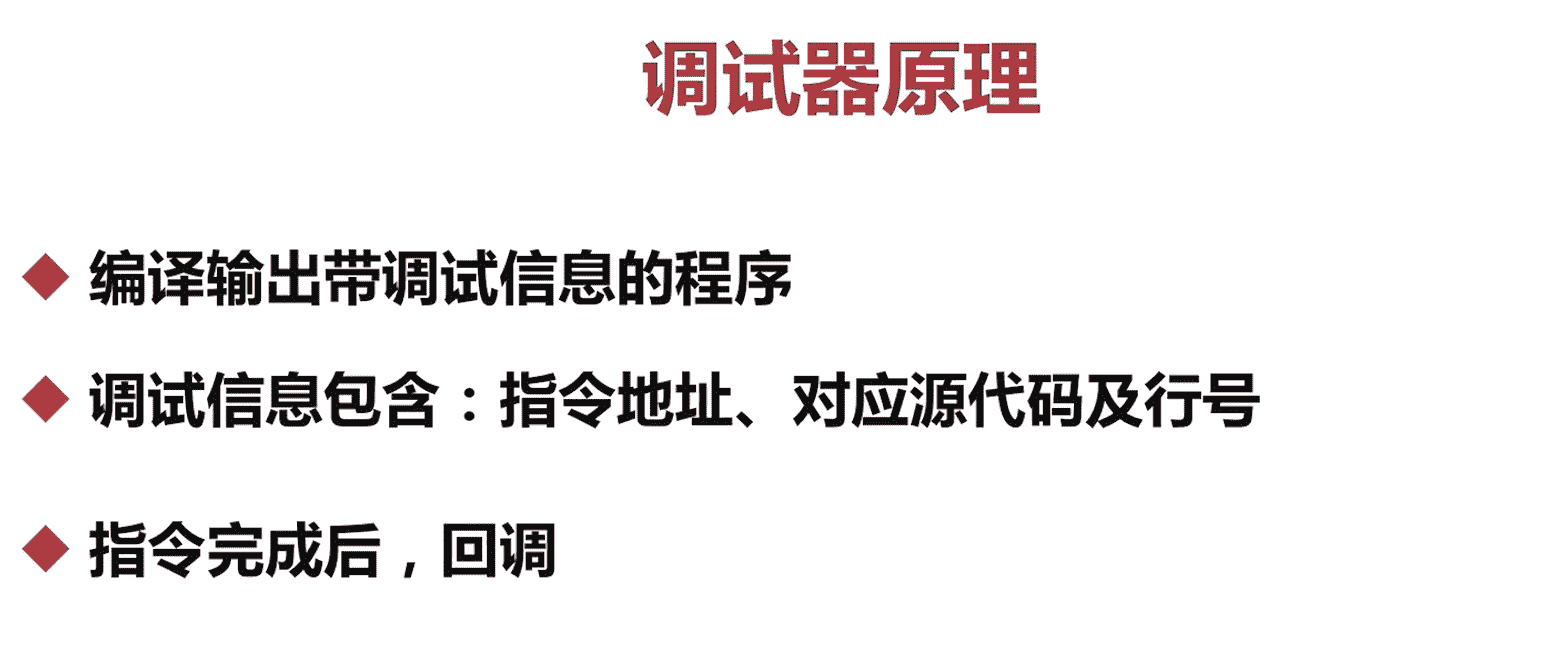 调试器原理
编译输出带调试信息的程序
调试信息包含：指令地址、对应源代码及行号
指令完成后，回调